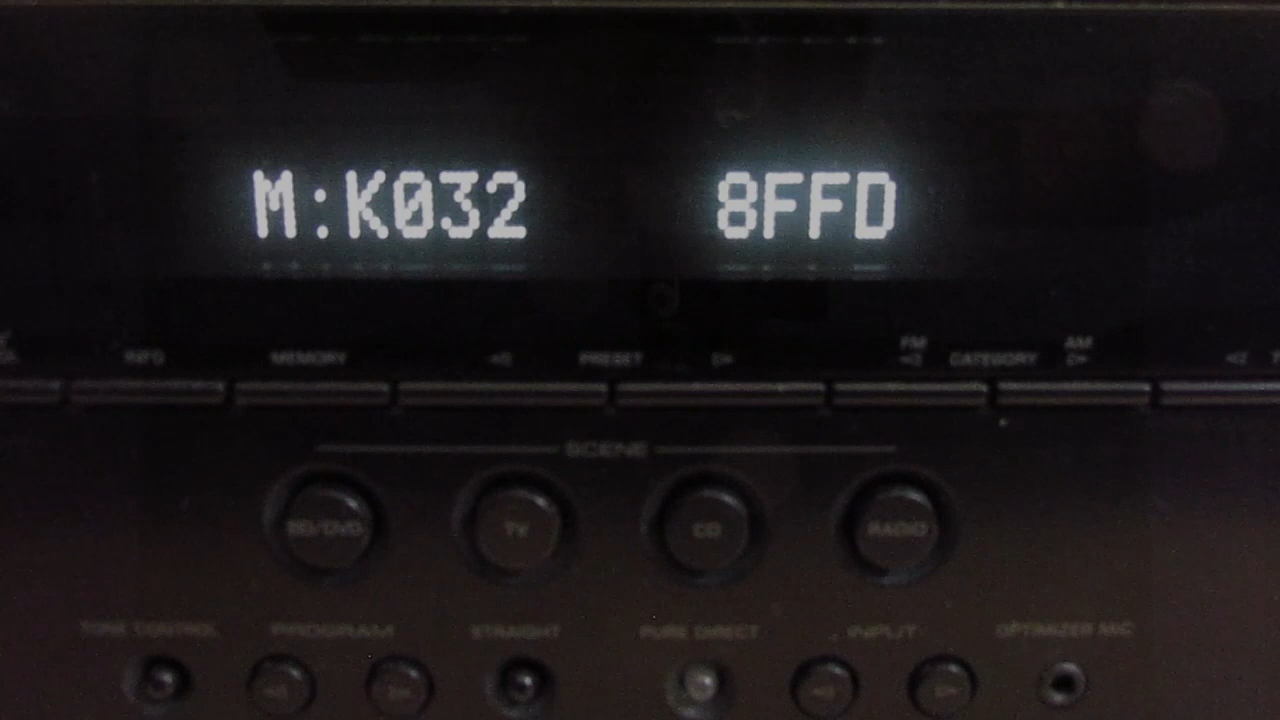 M:K032 8FFD
INFO MEMORY ◁ PRESET ▷ FM ◁ CATEGORY AM ▷ ◁
SCENE
BD/DVD TV CD RADIO
TONE CONTROL PROGRAM STRAIGHT PURE DIRECT INPUT OPTIMIZER MIC
◁ ▷ ◁ ▷